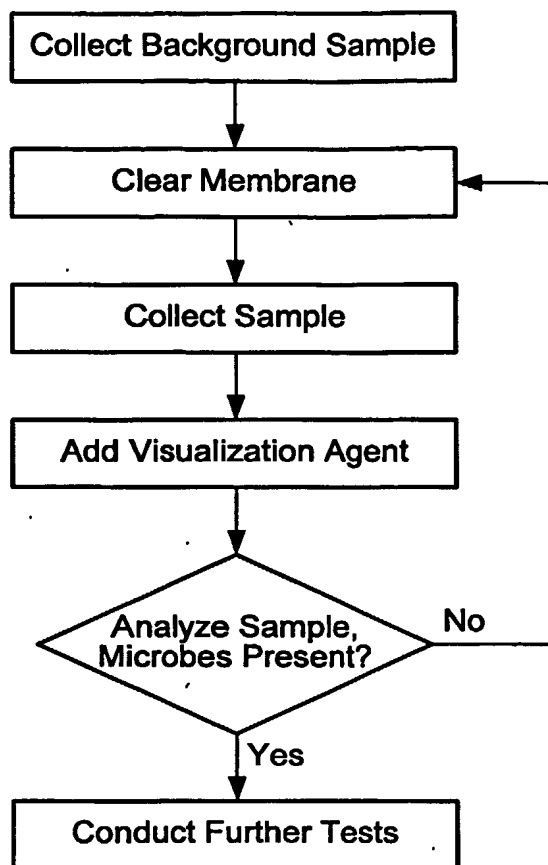 Collect Background Sample
Clear Membrane
Collect Sample
Add Visualization Agent
Analyze Sample,
Microbes Present?
No
Yes
Conduct Further Tests